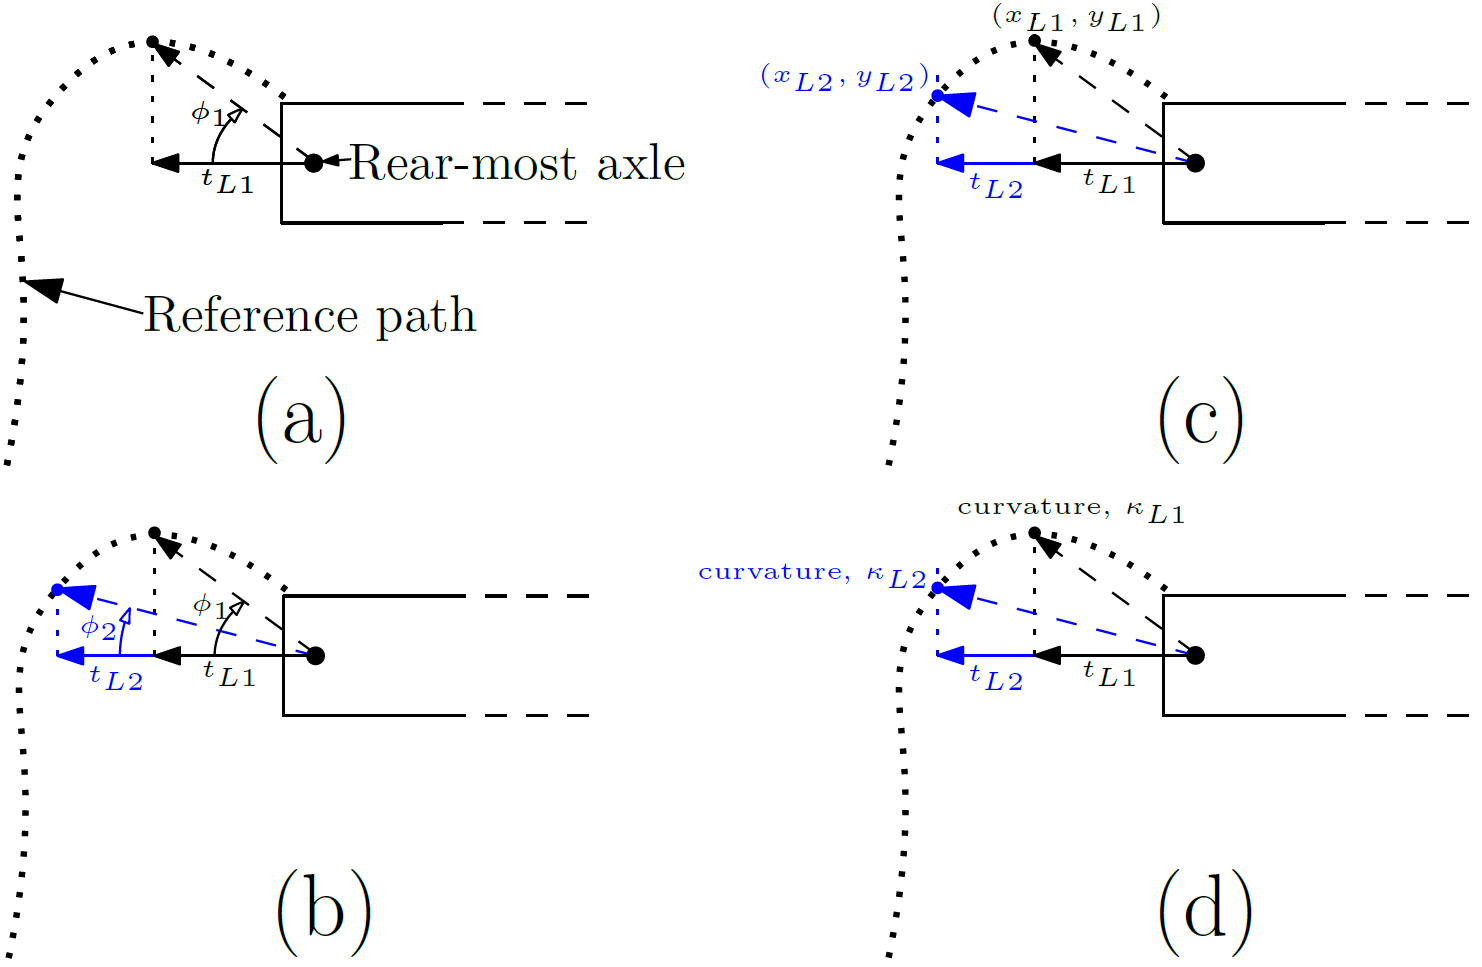 ϕ1
tL1
Rear-most axle
Reference path
(a)
(xL1, yL1)
(xL2, yL2)
tL2
tL1
(c)
ϕ1
ϕ2
tL2
tL1
(b)
curvature, κL1
curvature, κL2
tL2
tL1
(d)